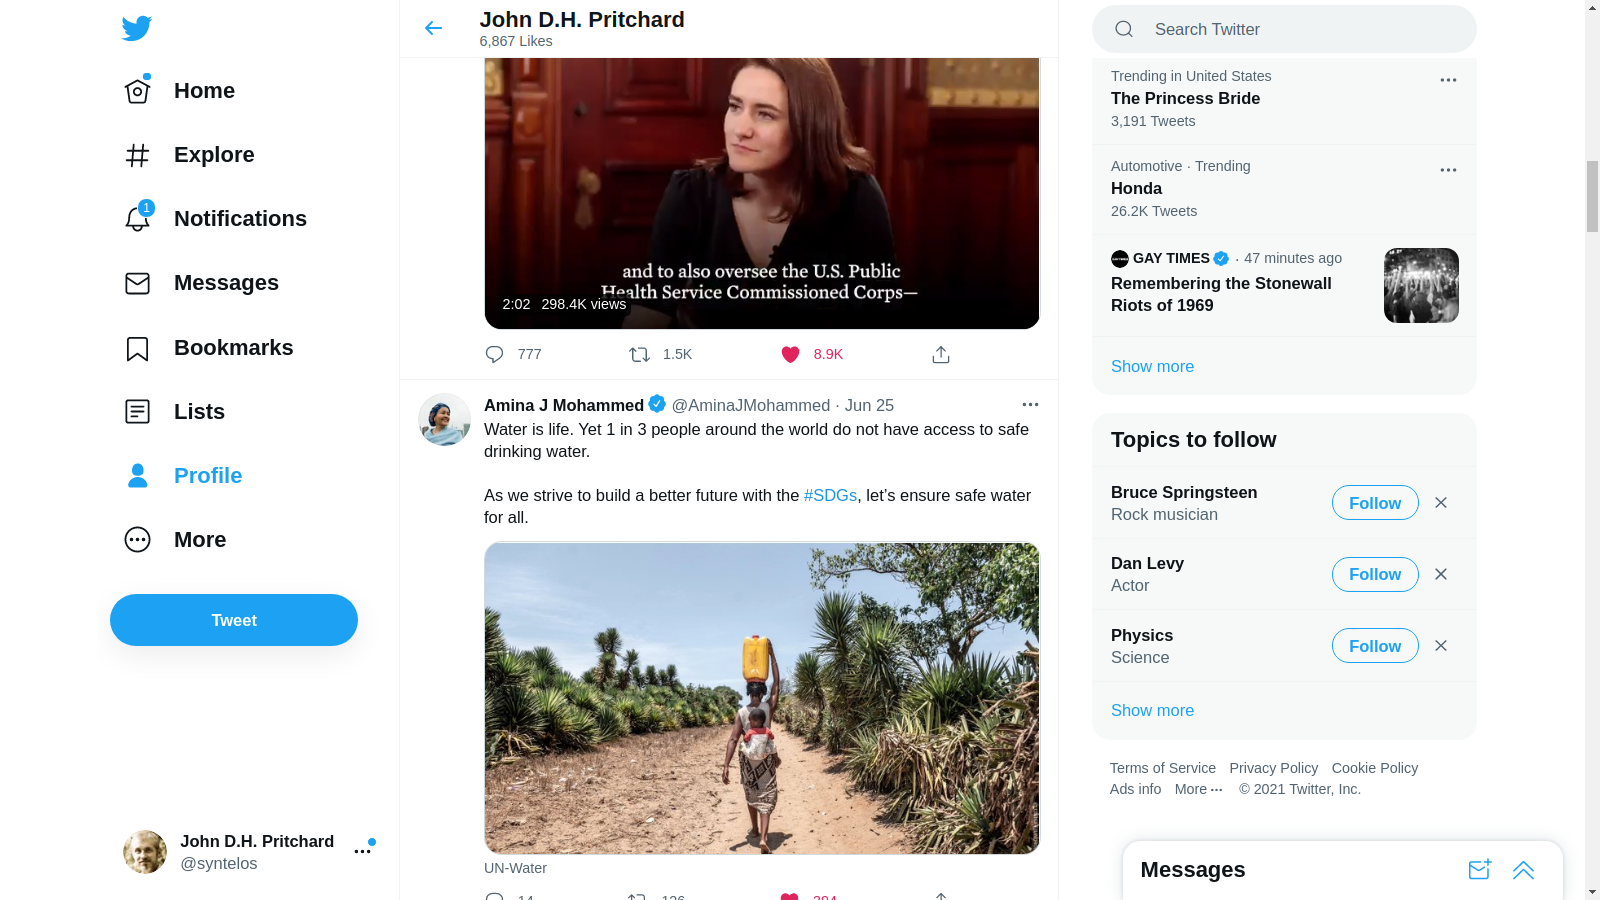 Home
Explore
1
Notifications
Messages
Bookmarks
Lists
Profile
More
Tweet
John D.H. Pritchard
@syntelos
John D.H. Pritchard
6,867 Likes
and to also oversee the U.S. Public
Health Service Commissioned Corps—
2:02 298.4K views
777 1.5K 8.9K
Amina J Mohammed @AminaJMohammed · Jun 25
Water is life. Yet 1 in 3 people around the world do not have access to safe
drinking water.
As we strive to build a better future with the #SDGs, let's ensure safe water
for all.
UN-Water
14 126 394
Search Twitter
Trending in United States
The Princess Bride
3,191 Tweets
Automotive · Trending
Honda
26.2K Tweets
GAY TIMES · 47 minutes ago
Remembering the Stonewall
Riots of 1969
Show more
Topics to follow
Bruce Springsteen
Rock musician
Follow
Dan Levy
Actor
Follow
Physics
Science
Follow
Show more
Terms of Service Privacy Policy Cookie Policy
Ads info More ··· © 2021 Twitter, Inc.
Messages